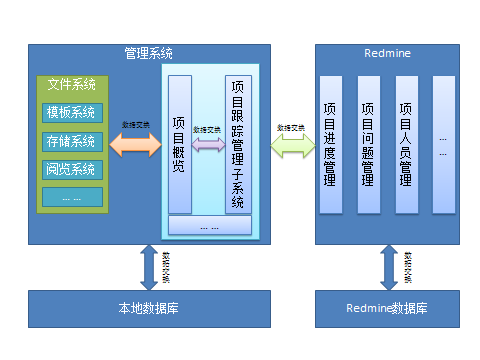 管理系统
文件系统
模板系统
存储系统
阅览系统
... ...
数据交换
项目概览
数据交换
项目跟踪管理子系统
... ...
数据交换
Redmine
项目进度管理
项目问题管理
项目人员管理
...
...
数据交换
数据交换
本地数据库
Redmine数据库